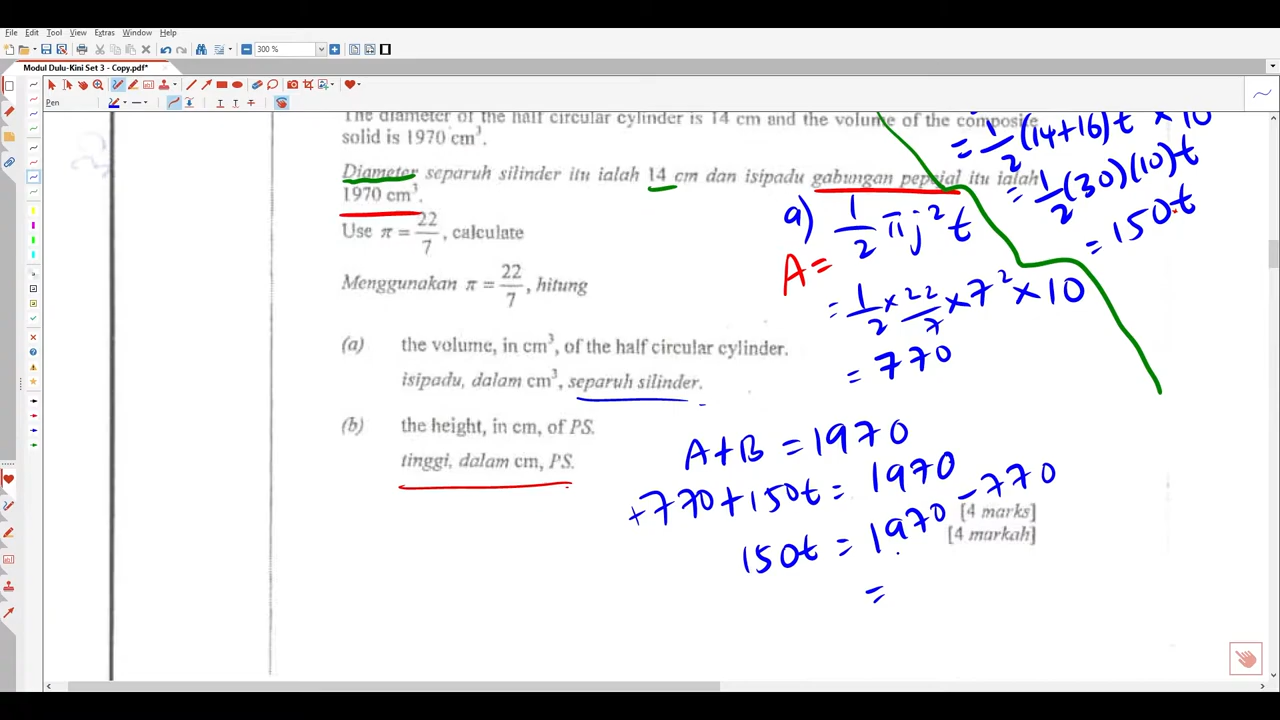 File Edit Tool View Extras Window Help
300 %
Modul Dulu-Kini Set 3 - Copy.pdf*
Pen
The diameter of the half circular cylinder is 14 cm and the volume of the composite
solid is 1970 cm³.
Diameter separuh silinder itu ialah 14 cm dan isipadu gabungan pepejal itu ialah
1970 cm³.
Use π = 22/7, calculate
Menggunakan π = 22/7, hitung
(a) the volume, in cm³, of the half circular cylinder.
isipadu, dalam cm³, separuh silinder.
(b) the height, in cm, of PS.
tinggi, dalam cm, PS.
[4 marks]
[4 markah]
= 1/2 (14+16) t × 10
= 1/2 (30)(10) t
= 150t
a) 1/2 πj² t
A=
= 1/2 × 22/7 × 7² × 10
= 770
A+B = 1970
+770+150t = 1970
150t = 1970 - 770
=